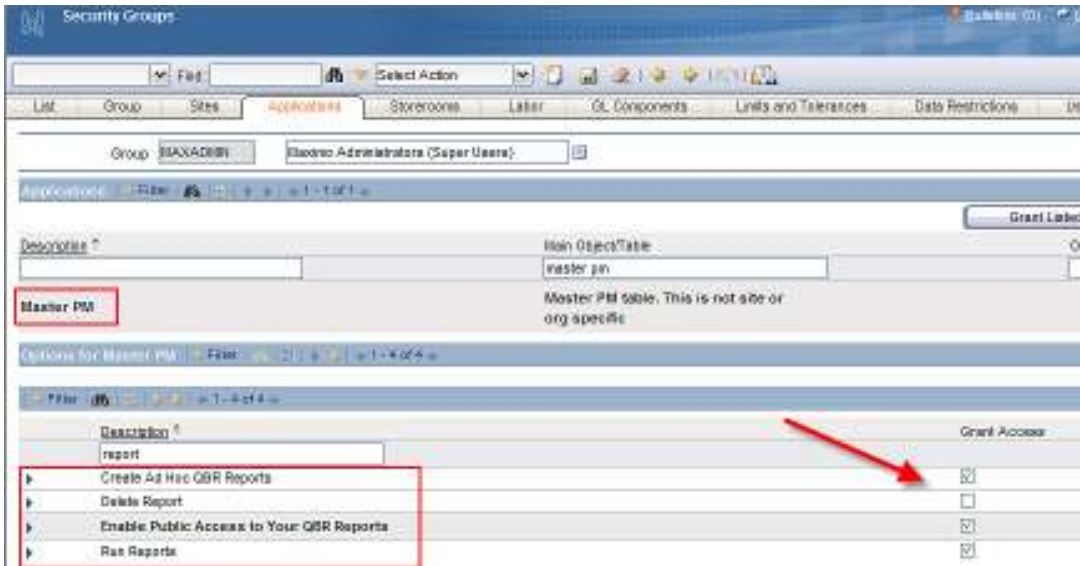 Security Groups
Bulletins: (0)
Find:
Select Action
List Group Sites Applications Storerooms Labor GL Components Limits and Tolerances Data Restrictions
Group MAXADMIN Maximo Administrators (Super Users)
Applications Filter 1 - 1 of 1
Grant Listed
Description Main Object/Table
master pm
Master PM Master PM table. This is not site or
org specific
Options for Master PM Filter 1 - 4 of 4
Filter 1 - 4 of 4
Description Grant Access
report
Create Ad Hoc QBR Reports
Delete Report
Enable Public Access to Your QBR Reports
Run Reports